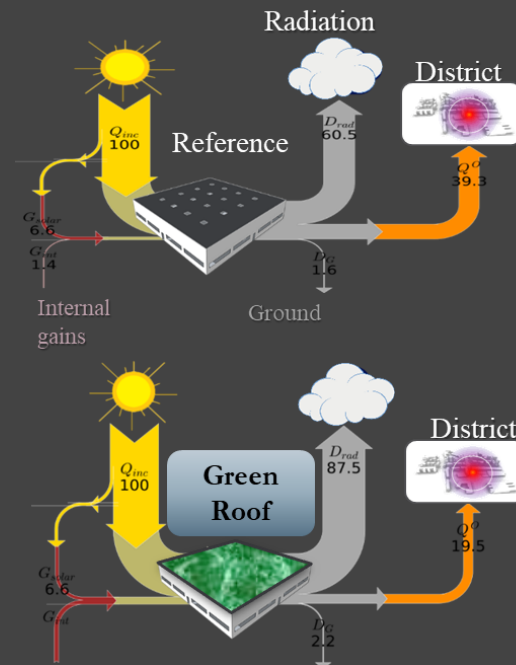 Radiation
District
Q_inc
100
D_rad
60.5
Reference
Q^O
39.3
G_solar
6.6
G_int
1.4
D_G
1.6
Internal
gains
Ground
District
Q_inc
100
Green
Roof
D_rad
87.5
Q^O
19.5
G_solar
6.6
G_int
D_G
2.2